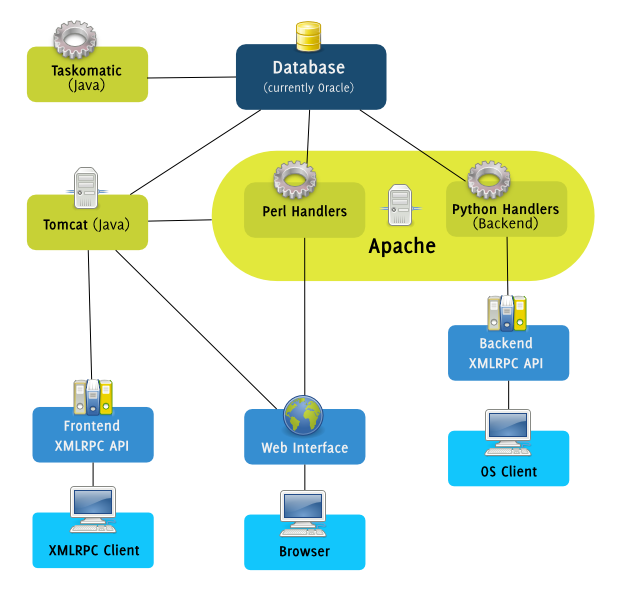 Taskomatic
(Java)
Database
(currently Oracle)
Tomcat (Java)
Perl Handlers
Python Handlers
(Backend)
Apache
Backend
XMLRPC API
Frontend
XMLRPC API
Web Interface
OS Client
XMLRPC Client
Browser